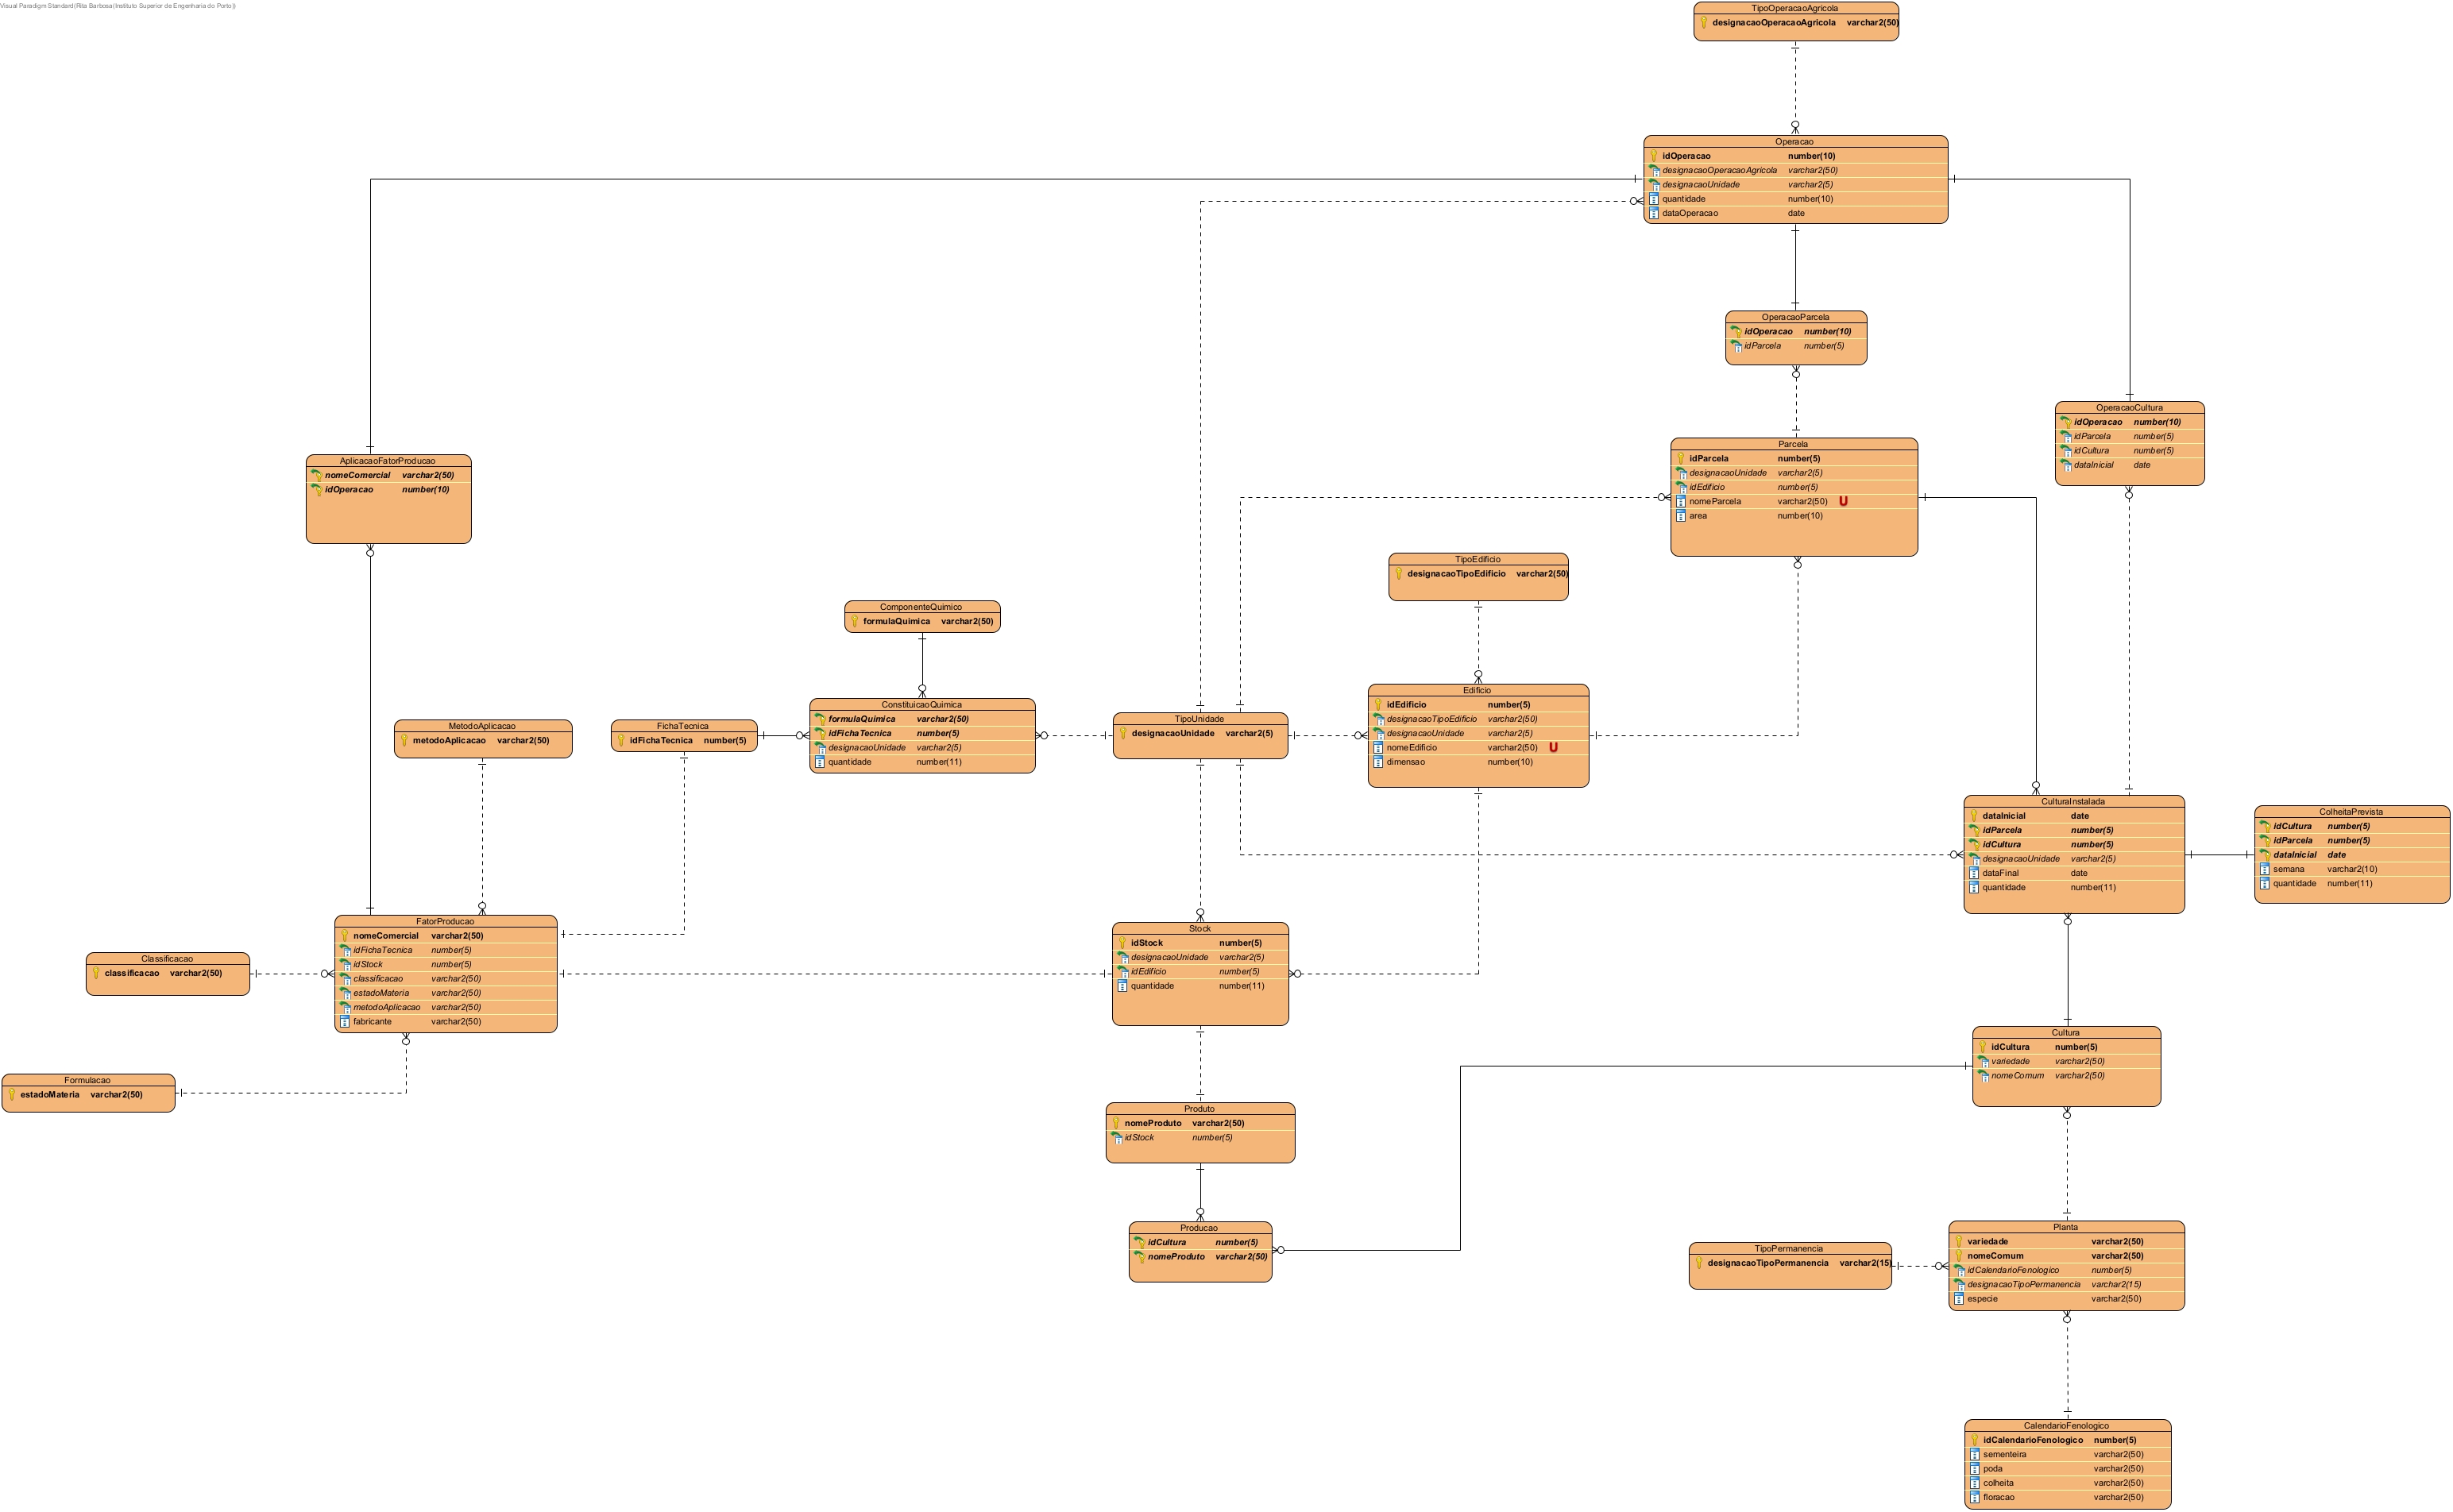 Visual Paradigm Standard(Rita Barbosa(Instituto Superior de Engenharia do Porto))
TipoOperacaoAgricola
designacaoOperacaoAgricola varchar2(50)
Operacao
idOperacao number(10)
designacaoOperacaoAgricola varchar2(50)
designacaoUnidade varchar2(5)
quantidade number(10)
dataOperacao date
OperacaoParcela
idOperacao number(10)
idParcela number(5)
OperacaoCultura
idOperacao number(10)
idParcela number(5)
idCultura number(5)
dataInicial date
AplicacaoFatorProducao
nomeComercial varchar2(50)
idOperacao number(10)
Parcela
idParcela number(5)
designacaoUnidade varchar2(5)
idEdificio number(5)
nomeParcela varchar2(50) U
area number(10)
TipoEdificio
designacaoTipoEdificio varchar2(50)
ComponenteQuimico
formulaQuimica varchar2(50)
MetodoAplicacao
metodoAplicacao varchar2(50)
FichaTecnica
idFichaTecnica number(5)
ConstituicaoQuimica
formulaQuimica varchar2(50)
idFichaTecnica number(5)
designacaoUnidade varchar2(5)
quantidade number(11)
TipoUnidade
designacaoUnidade varchar2(5)
Edificio
idEdificio number(5)
designacaoTipoEdificio varchar2(50)
designacaoUnidade varchar2(5)
nomeEdificio varchar2(50) U
dimensao number(10)
CulturaInstalada
dataInicial date
idParcela number(5)
idCultura number(5)
designacaoUnidade varchar2(5)
dataFinal date
quantidade number(11)
ColheitaPrevista
idCultura number(5)
idParcela number(5)
dataInicial date
semana varchar2(10)
quantidade number(11)
Classificacao
classificacao varchar2(50)
FatorProducao
nomeComercial varchar2(50)
idFichaTecnica number(5)
idStock number(5)
classificacao varchar2(50)
estadoMateria varchar2(50)
metodoAplicacao varchar2(50)
fabricante varchar2(50)
Stock
idStock number(5)
designacaoUnidade varchar2(5)
idEdificio number(5)
quantidade number(11)
Cultura
idCultura number(5)
variedade varchar2(50)
nomeComum varchar2(50)
Formulacao
estadoMateria varchar2(50)
Produto
nomeProduto varchar2(50)
idStock number(5)
Producao
idCultura number(5)
nomeProduto varchar2(50)
TipoPermanencia
designacaoTipoPermanencia varchar2(15)
Planta
variedade varchar2(50)
nomeComum varchar2(50)
idCalendarioFenologico number(5)
designacaoTipoPermanencia varchar2(15)
especie varchar2(50)
CalendarioFenologico
idCalendarioFenologico number(5)
sementeira varchar2(50)
poda varchar2(50)
colheita varchar2(50)
floracao varchar2(50)